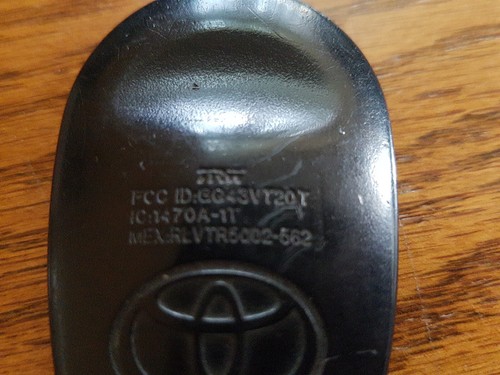 TRW
FCC ID:GQ43VT20T
IC:1470A-1T
MEX:RLVTR5002-562